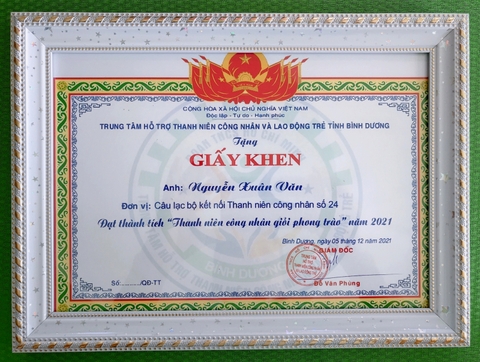 CỘNG HÒA XÃ HỘI CHỦ NGHĨA VIỆT NAM
Độc lập - Tự do - Hạnh phúc
TRUNG TÂM HỖ TRỢ THANH NIÊN CÔNG NHÂN VÀ LAO ĐỘNG TRẺ TỈNH BÌNH DƯƠNG
Tặng
GIẤY KHEN
Anh: Nguyễn Xuân Văn
Đơn vị: Câu lạc bộ kết nối Thanh niên công nhân số 24
Đạt thành tích "Thanh niên công nhân giỏi phong trào" năm 2021
Bình Dương, ngày 05 tháng 12 năm 2021
GIÁM ĐỐC
BÌNH DƯƠNG
Số:........./QĐ-TT
Đỗ Văn Phúng